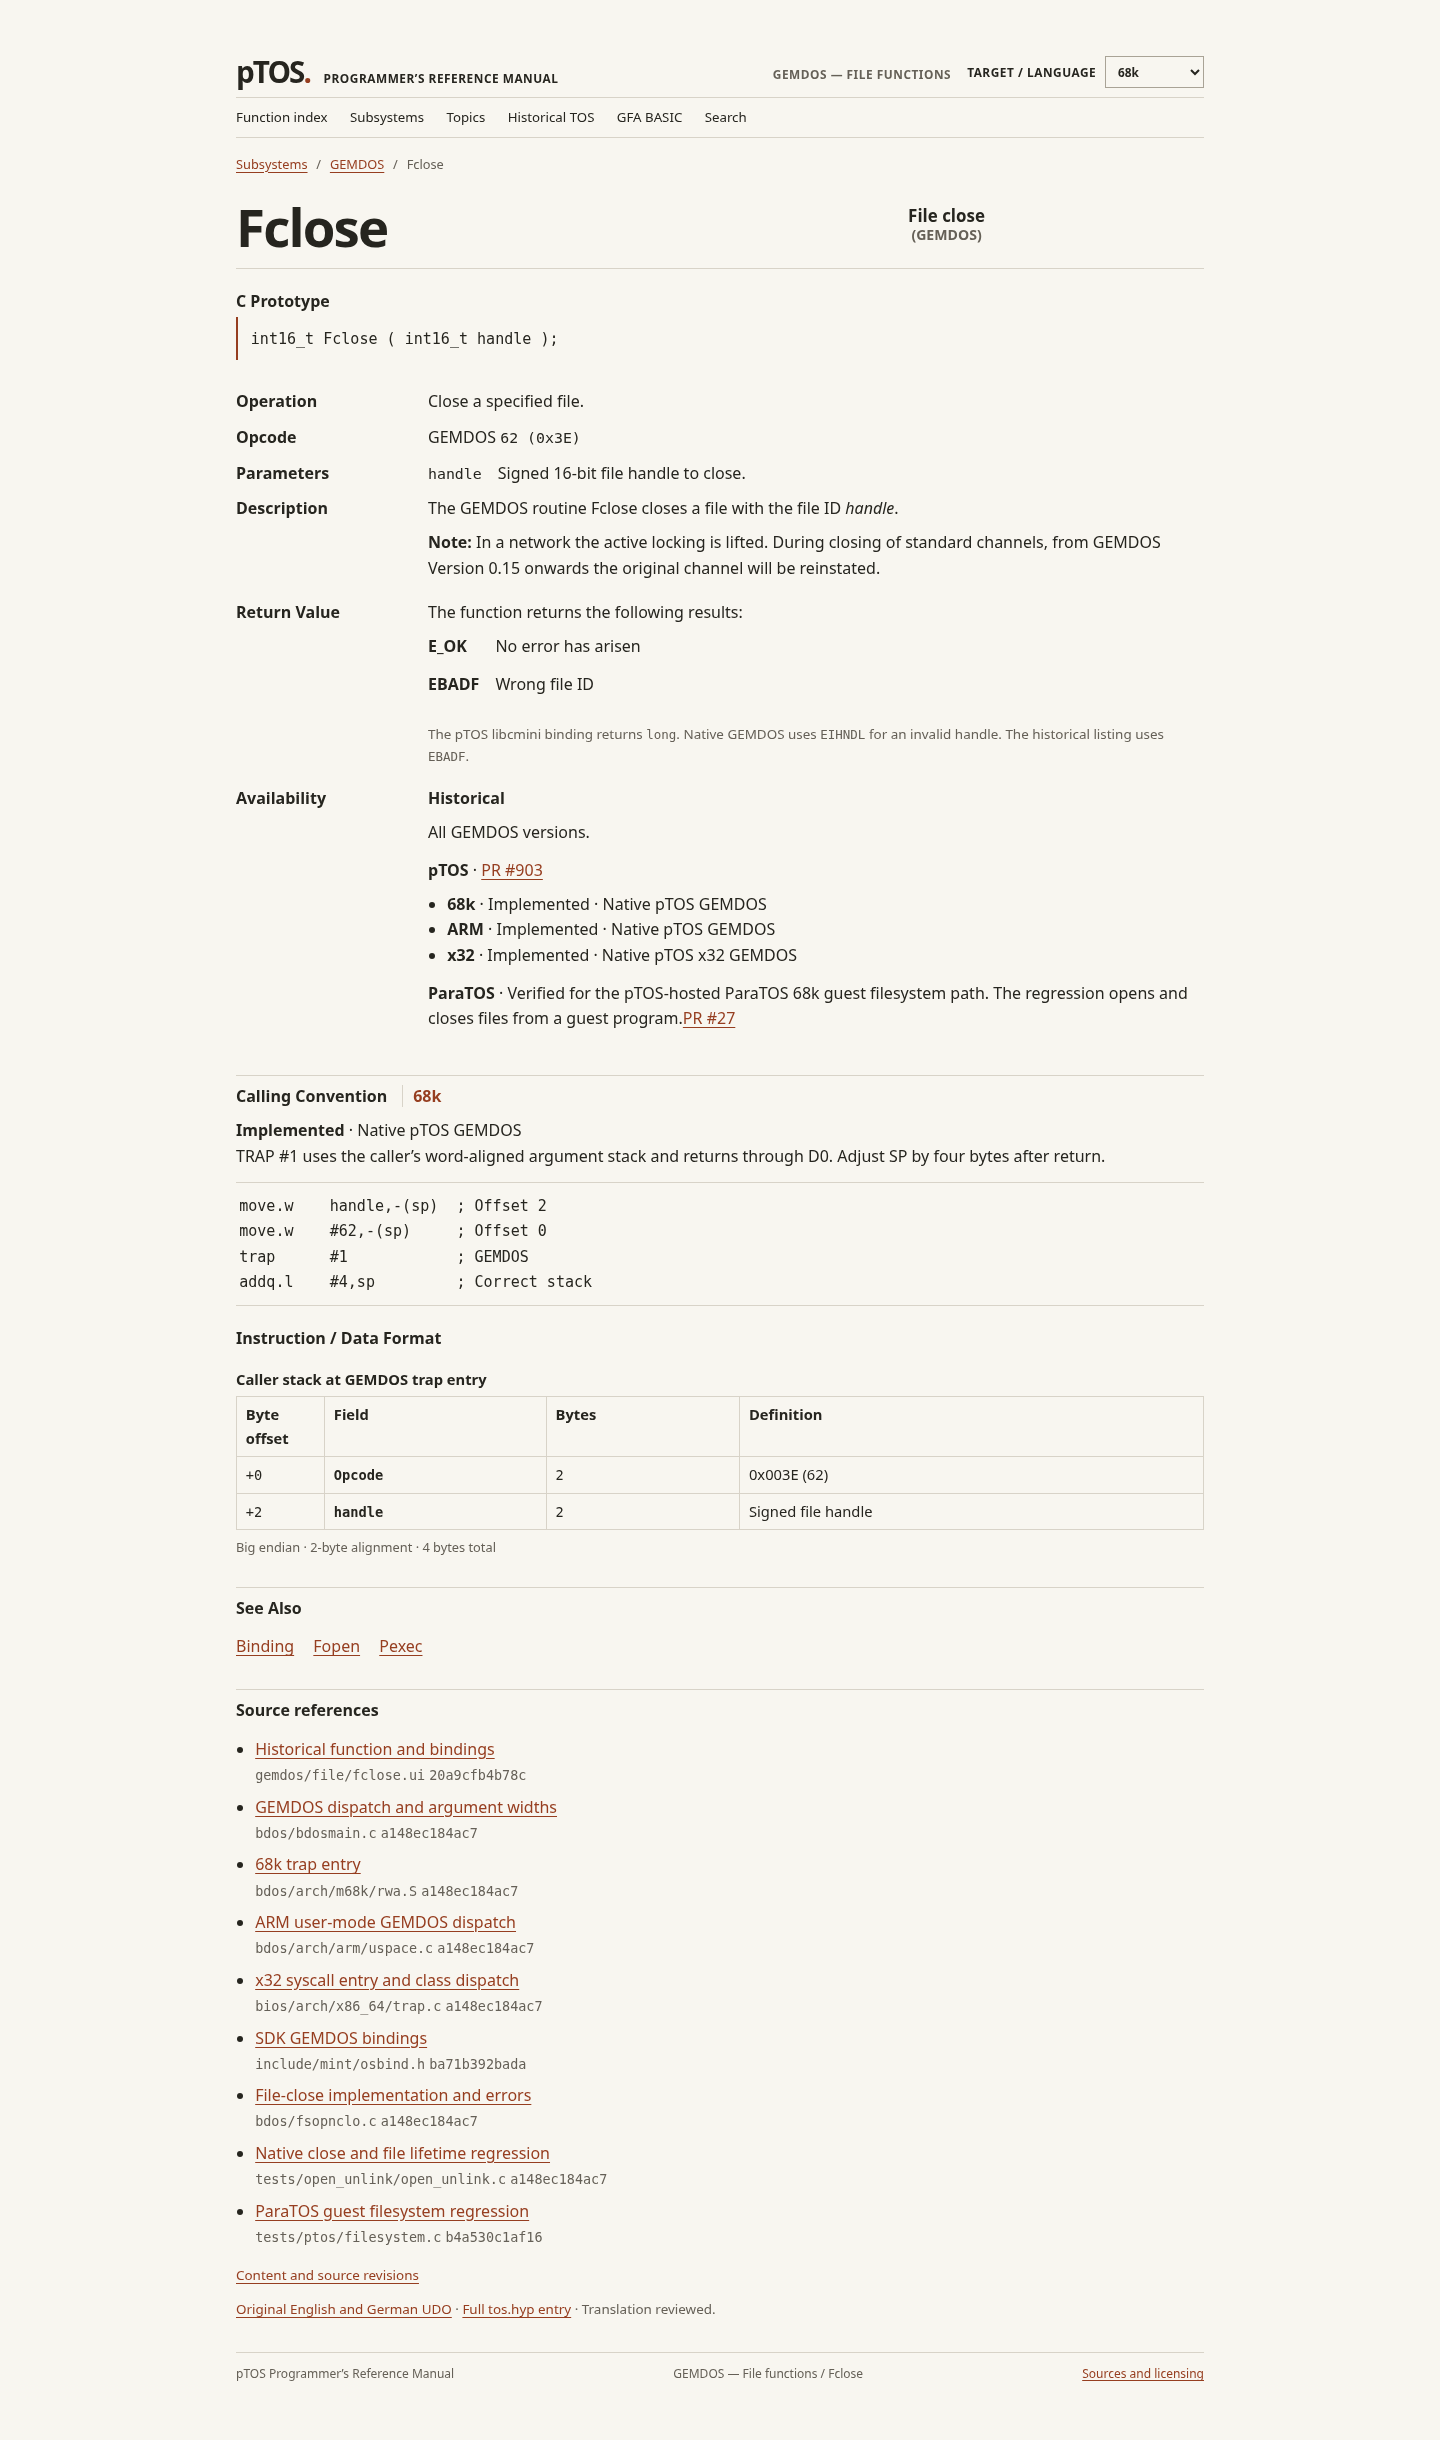 pTOS. PROGRAMMER’S REFERENCE MANUAL GEMDOS — FILE FUNCTIONS TARGET / LANGUAGE 68k
Function index Subsystems Topics Historical TOS GFA BASIC Search
Subsystems / GEMDOS / Fclose
Fclose
File close
(GEMDOS)
C Prototype
int16_t Fclose ( int16_t handle );
Operation Close a specified file.
Opcode GEMDOS 62 (0x3E)
Parameters handle Signed 16-bit file handle to close.
Description The GEMDOS routine Fclose closes a file with the file ID handle.
Note: In a network the active locking is lifted. During closing of standard channels, from GEMDOS
Version 0.15 onwards the original channel will be reinstated.
Return Value The function returns the following results:
E_OK No error has arisen
EBADF Wrong file ID
The pTOS libcmini binding returns long. Native GEMDOS uses EIHNDL for an invalid handle. The historical listing uses
EBADF.
Availability Historical
All GEMDOS versions.
pTOS · PR #903
• 68k · Implemented · Native pTOS GEMDOS
• ARM · Implemented · Native pTOS GEMDOS
• x32 · Implemented · Native pTOS x32 GEMDOS
ParaTOS · Verified for the pTOS-hosted ParaTOS 68k guest filesystem path. The regression opens and
closes files from a guest program.PR #27
Calling Convention 68k
Implemented · Native pTOS GEMDOS
TRAP #1 uses the caller’s word-aligned argument stack and returns through D0. Adjust SP by four bytes after return.
move.w handle,-(sp) ; Offset 2
move.w #62,-(sp) ; Offset 0
trap #1 ; GEMDOS
addq.l #4,sp ; Correct stack
Instruction / Data Format
Caller stack at GEMDOS trap entry
Byte offset Field Bytes Definition
+0 Opcode 2 0x003E (62)
+2 handle 2 Signed file handle
Big endian · 2-byte alignment · 4 bytes total
See Also
Binding Fopen Pexec
Source references
• Historical function and bindings
gemdos/file/fclose.ui 20a9cfb4b78c
• GEMDOS dispatch and argument widths
bdos/bdosmain.c a148ec184ac7
• 68k trap entry
bdos/arch/m68k/rwa.S a148ec184ac7
• ARM user-mode GEMDOS dispatch
bdos/arch/arm/uspace.c a148ec184ac7
• x32 syscall entry and class dispatch
bios/arch/x86_64/trap.c a148ec184ac7
• SDK GEMDOS bindings
include/mint/osbind.h ba71b392bada
• File-close implementation and errors
bdos/fsopnclo.c a148ec184ac7
• Native close and file lifetime regression
tests/open_unlink/open_unlink.c a148ec184ac7
• ParaTOS guest filesystem regression
tests/ptos/filesystem.c b4a530c1af16
Content and source revisions
Original English and German UDO · Full tos.hyp entry · Translation reviewed.
pTOS Programmer’s Reference Manual GEMDOS — File functions / Fclose Sources and licensing